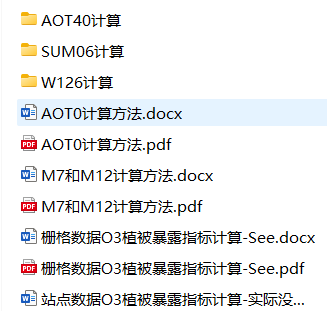 AOT40计算
SUM06计算
W126计算
AOT0计算方法.docx
AOT0计算方法.pdf
M7和M12计算方法.docx
M7和M12计算方法.pdf
栅格数据O3植被暴露指标计算-See.docx
栅格数据O3植被暴露指标计算-See.pdf
站点数据O3植被暴露指标计算-实际没...